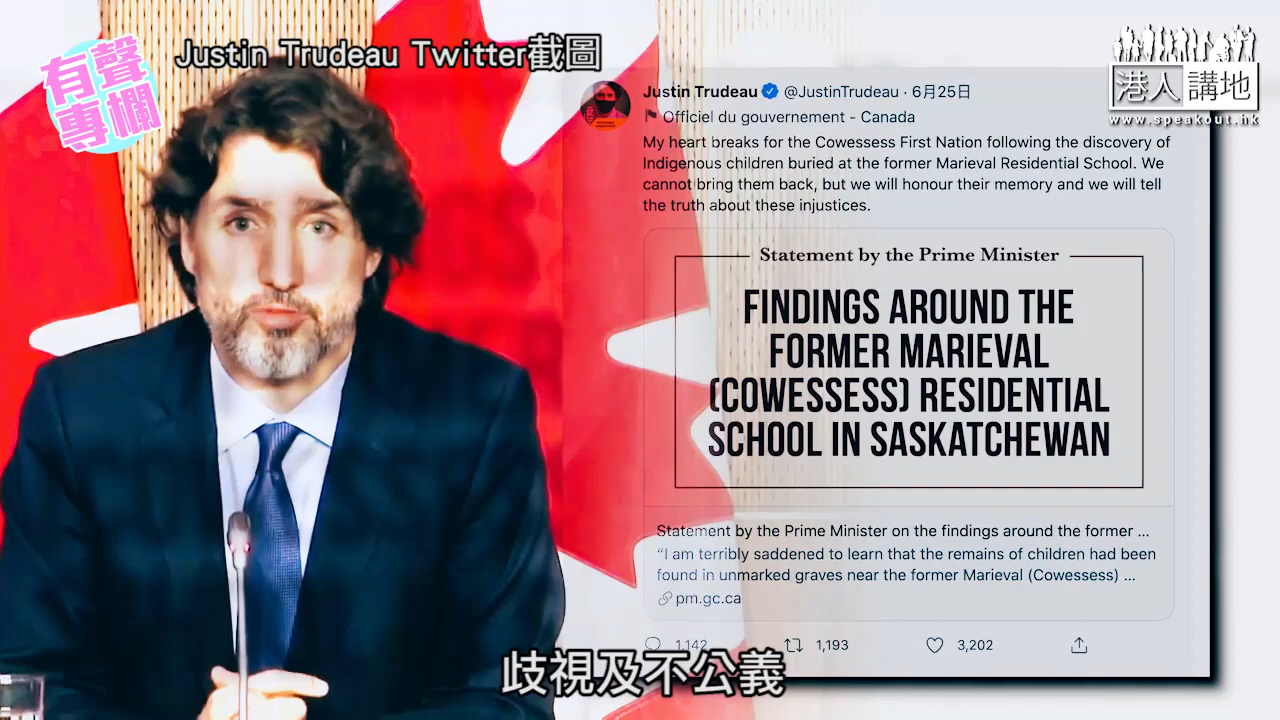 有聲
專欄
Justin Trudeau Twitter截圖
港人講地
www.speakout.hk
Justin Trudeau @JustinTrudeau · 6月25日
Officiel du gouvernement - Canada
My heart breaks for the Cowessess First Nation following the discovery of
Indigenous children buried at the former Marieval Residential School. We
cannot bring them back, but we will honour their memory and we will tell
the truth about these injustices.
Statement by the Prime Minister
FINDINGS AROUND THE
FORMER MARIEVAL
(COWESSESS) RESIDENTIAL
SCHOOL IN SASKATCHEWAN
Statement by the Prime Minister on the findings around the former ...
“I am terribly saddened to learn that the remains of children had been
found in unmarked graves near the former Marieval (Cowessess) ...
pm.gc.ca
1,142 1,193 3,202
歧視及不公義